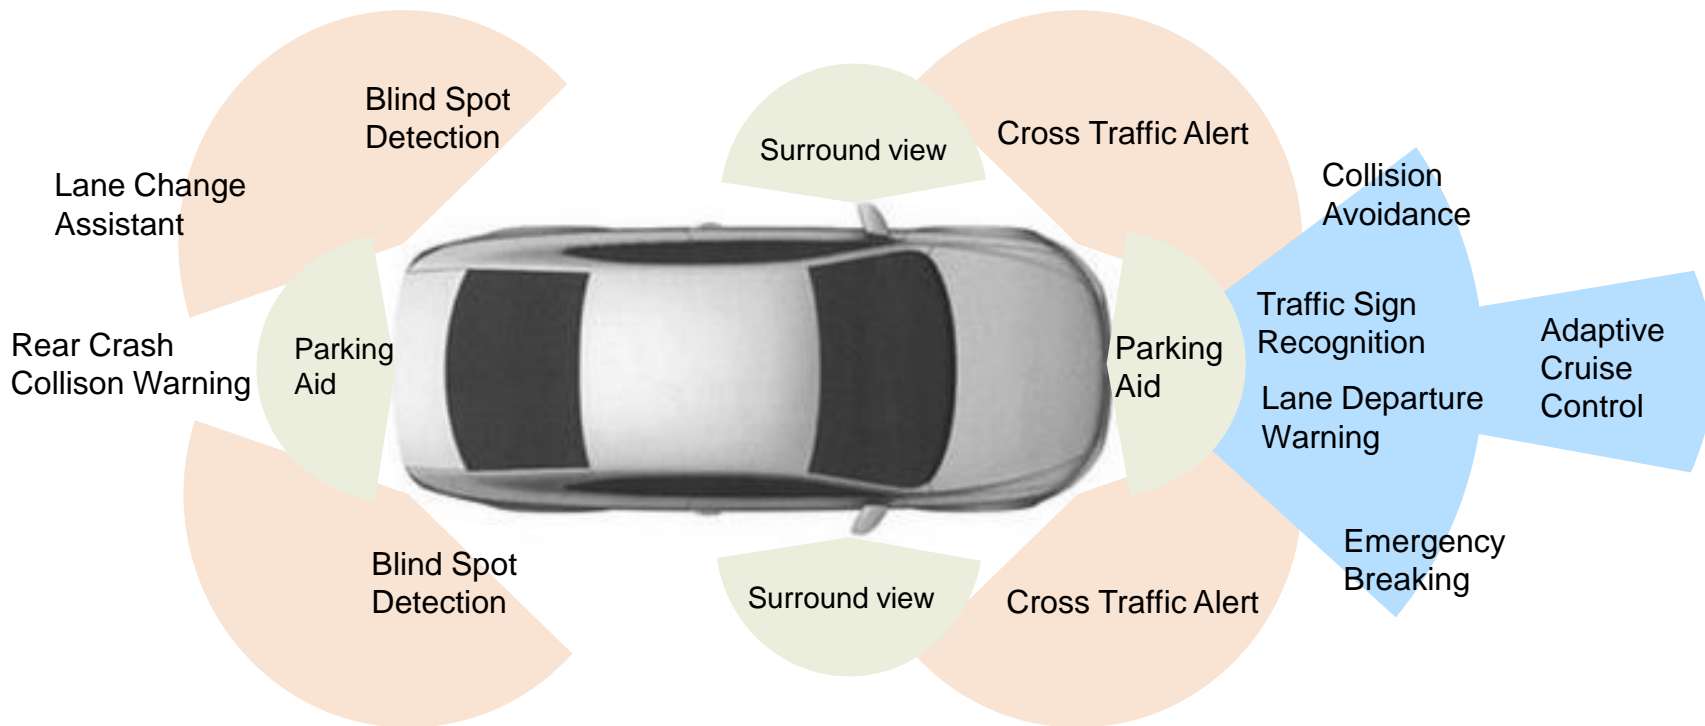 Blind Spot
Detection
Surround view
Cross Traffic Alert
Lane Change
Assistant
Collision
Avoidance
Rear Crash
Collison Warning
Parking
Aid
Parking
Aid
Traffic Sign
Recognition
Lane Departure
Warning
Adaptive
Cruise
Control
Blind Spot
Detection
Surround view
Cross Traffic Alert
Emergency
Breaking